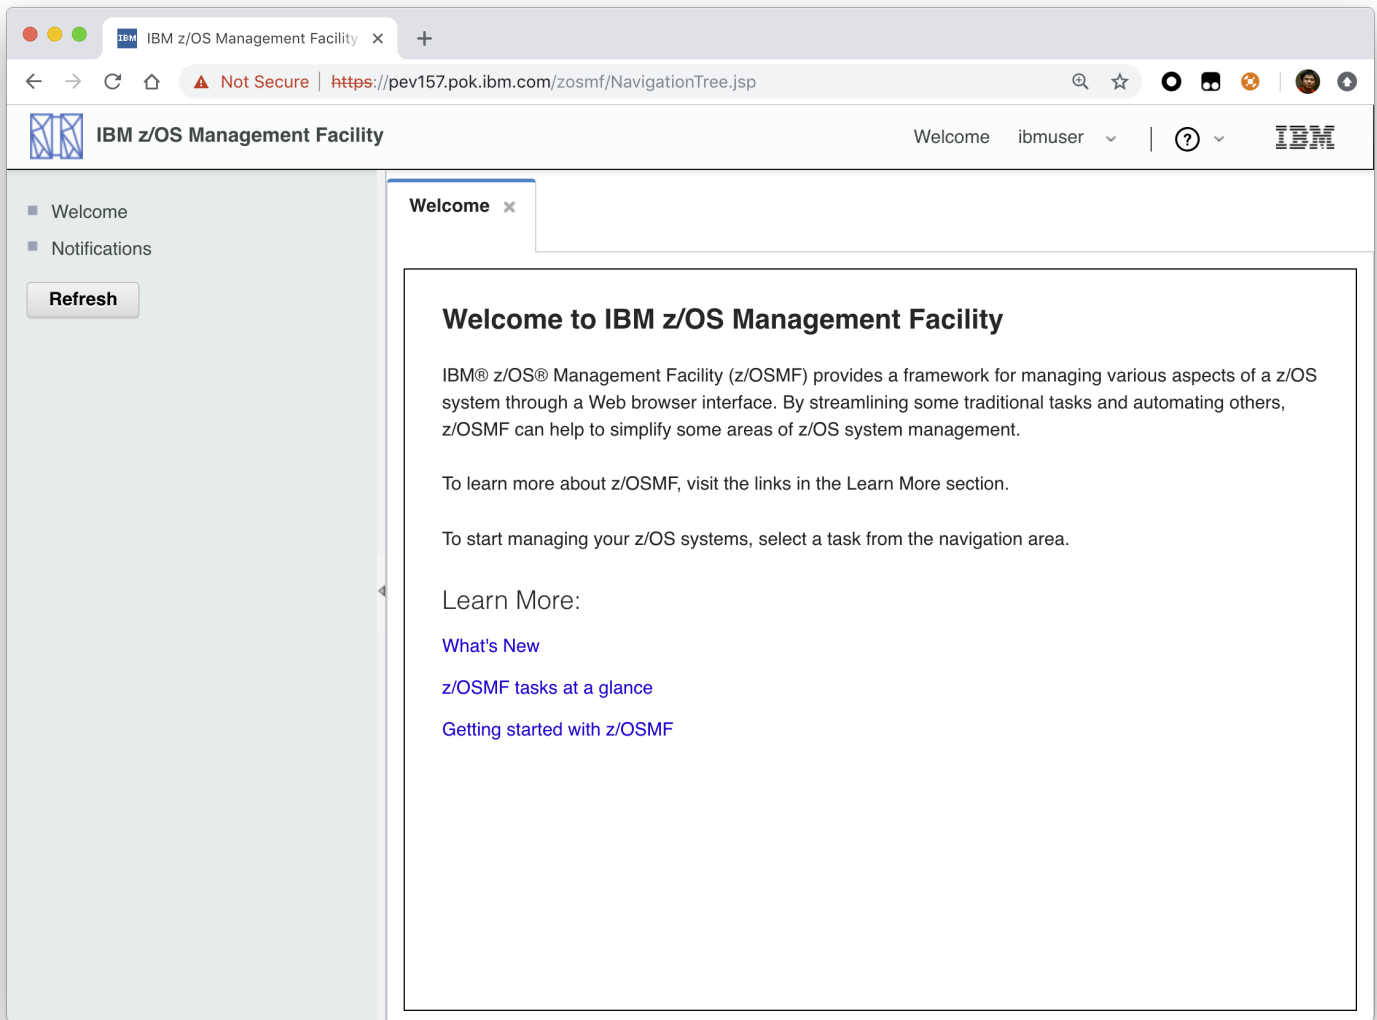 IBM
IBM z/OS Management Facility
Not Secure
https://pev157.pok.ibm.com/zosmf/NavigationTree.jsp
IBM z/OS Management Facility
Welcome ibmuser
?
IBM
Welcome
Notifications
Refresh
Welcome
Welcome to IBM z/OS Management Facility
IBM® z/OS® Management Facility (z/OSMF) provides a framework for managing various aspects of a z/OS
system through a Web browser interface. By streamlining some traditional tasks and automating others,
z/OSMF can help to simplify some areas of z/OS system management.
To learn more about z/OSMF, visit the links in the Learn More section.
To start managing your z/OS systems, select a task from the navigation area.
Learn More:
What's New
z/OSMF tasks at a glance
Getting started with z/OSMF